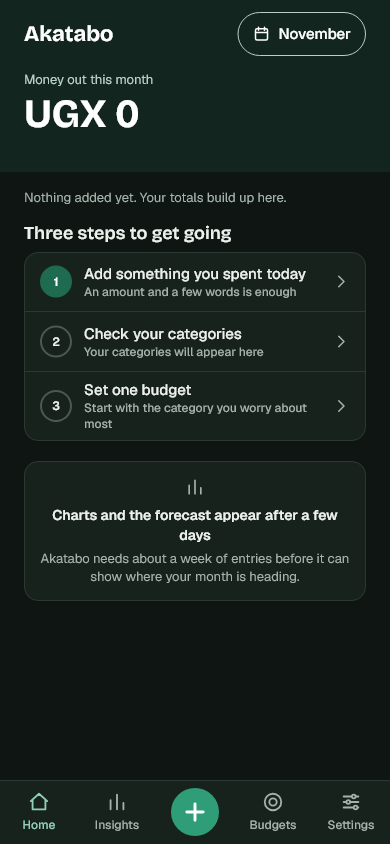 Akatabo
November
Money out this month
UGX 0
Nothing added yet. Your totals build up here.
Three steps to get going
1
Add something you spent today
An amount and a few words is enough
2
Check your categories
Your categories will appear here
3
Set one budget
Start with the category you worry about
most
Charts and the forecast appear after a few
days
Akatabo needs about a week of entries before it can
show where your month is heading.
Home
Insights
Budgets
Settings